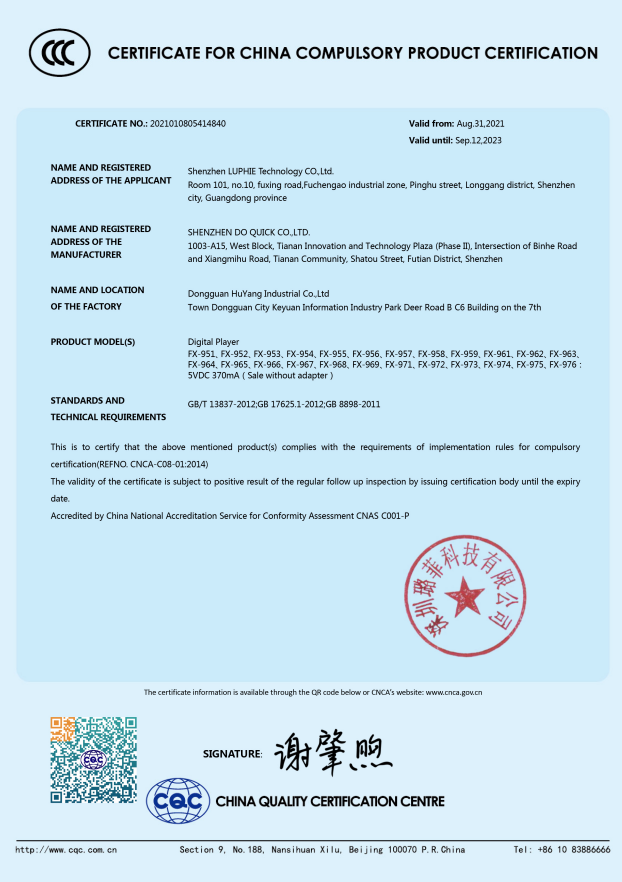 CCC
CERTIFICATE FOR CHINA COMPULSORY PRODUCT CERTIFICATION
CERTIFICATE NO.: 2021010805414840
Valid from: Aug.31,2021
Valid until: Sep.12,2023
NAME AND REGISTERED
ADDRESS OF THE APPLICANT
Shenzhen LUPHIE Technology CO.,Ltd.
Room 101, no.10, fuxing road,Fuchengao industrial zone, Pinghu street, Longgang district, Shenzhen
city, Guangdong province
NAME AND REGISTERED
ADDRESS OF THE
MANUFACTURER
SHENZHEN DO QUICK CO.,LTD.
1003-A15, West Block, Tianan Innovation and Technology Plaza (Phase II), Intersection of Binhe Road
and Xiangmihu Road, Tianan Community, Shatou Street, Futian District, Shenzhen
NAME AND LOCATION
OF THE FACTORY
Dongguan HuYang Industrial Co.,Ltd
Town Dongguan City Keyuan Information Industry Park Deer Road B C6 Building on the 7th
PRODUCT MODEL(S)
Digital Player
FX-951, FX-952, FX-953, FX-954, FX-955, FX-956, FX-957, FX-958, FX-959, FX-961, FX-962, FX-963,
FX-964, FX-965, FX-966, FX-967, FX-968, FX-969, FX-971, FX-972, FX-973, FX-974, FX-975, FX-976 :
5VDC 370mA ( Sale without adapter )
STANDARDS AND
TECHNICAL REQUIREMENTS
GB/T 13837-2012;GB 17625.1-2012;GB 8898-2011
This is to certify that the above mentioned product(s) complies with the requirements of implementation rules for compulsory
certification(REFNO. CNCA-C08-01:2014)
The validity of the certificate is subject to positive result of the regular follow up inspection by issuing certification body until the expiry
date.
Accredited by China National Accreditation Service for Conformity Assessment CNAS C001-P
深圳璐菲科技有限公司
The certificate information is available through the QR code below or CNCA's website: www.cnca.gov.cn
CQC
SIGNATURE: 谢肇煦
CQC
CHINA QUALITY CERTIFICATION CENTRE
http://www.cqc.com.cn
Section 9, No.188, Nansihuan Xilu, Beijing 100070 P.R.China
Tel: +86 10 83886666